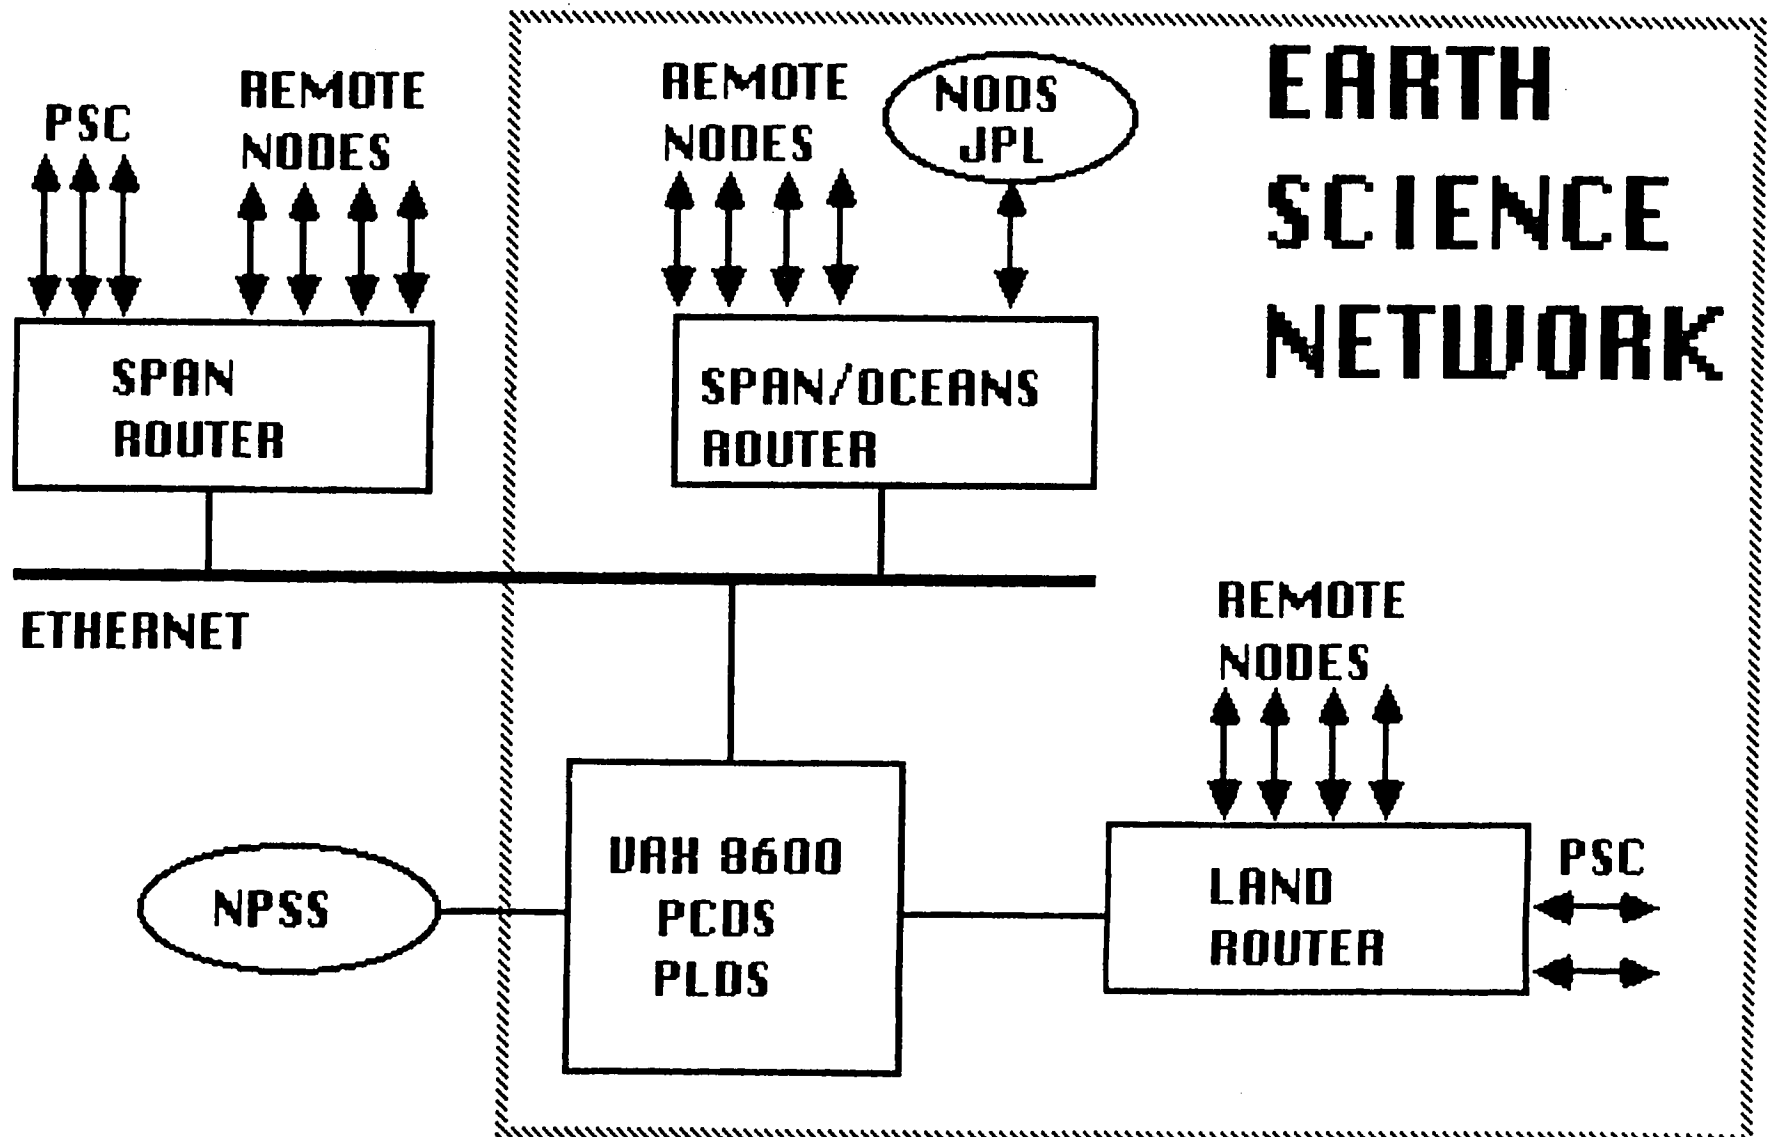 EARTH
SCIENCE
NETWORK
PSC
REMOTE
NODES
REMOTE
NODES
NODS
JPL
SPAN
ROUTER
SPAN/OCEANS
ROUTER
ETHERNET
REMOTE
NODES
NPSS
VAX 8600
PCDS
PLDS
LAND
ROUTER
PSC